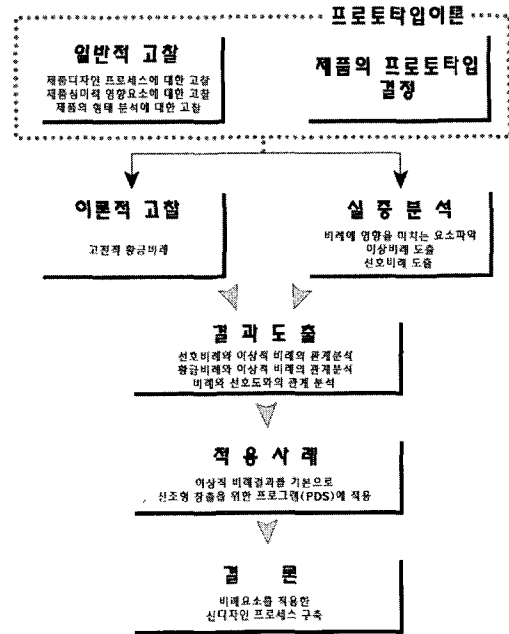 프로토타입이론
일반적 고찰
제품디자인 프로세스에 대한 고찰
제품심미력 영향요소에 대한 고찰
제품의 형태 분석에 대한 고찰
제품의 프로토타입
결정
이론적 고찰
고전적 황금비례
실증분석
비례에 영향을 미치는 요소파악
이상비례 도출
선호비례 도출
결과도출
선호비례와 이상적 비례의 관계분석
황금비례와 이상적 비례의 관계분석
비례와 선호도와의 관계 분석
적용사례
이상적 비례결과를 기본으로
신조형 창출을 위한 프로그램(PDS)에 적용
결 론
비례요소를 적용한
신디자인 프로세스 구축